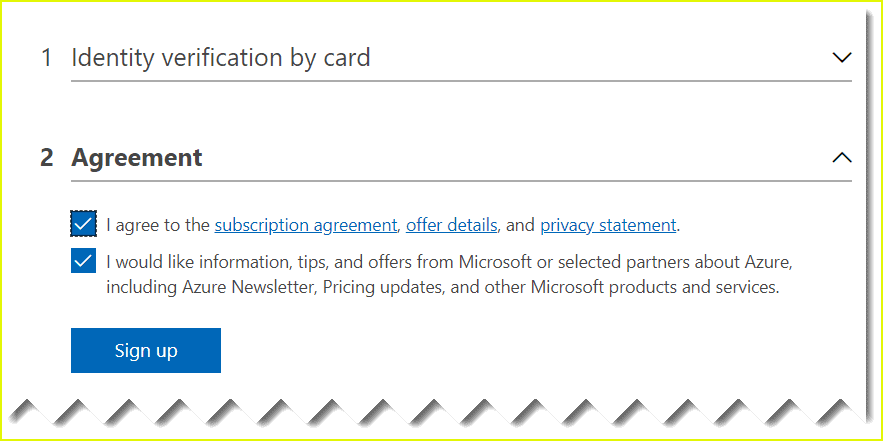 1 Identity verification by card
2 Agreement
I agree to the subscription agreement, offer details, and privacy statement.
I would like information, tips, and offers from Microsoft or selected partners about Azure,
including Azure Newsletter, Pricing updates, and other Microsoft products and services.
Sign up